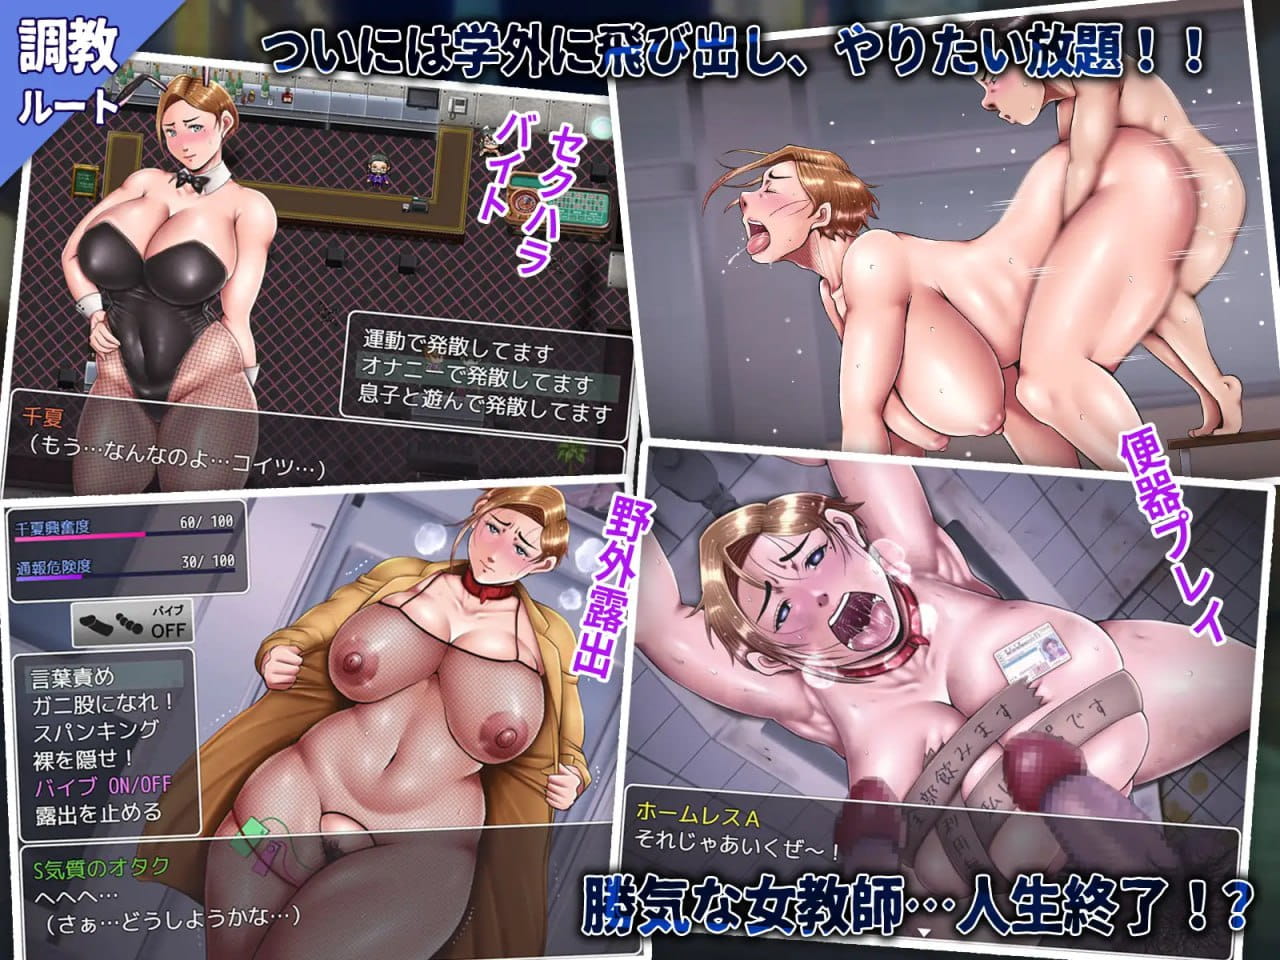 調教
ルート
ついには学外に飛び出し、やりたい放題！！
セクハラ
バイト
運動で発散してます
オナニーで発散してます
息子と遊んで発散してます
千夏
（もう…なんなのよ…コイツ…）
千夏興奮度
60/ 100
通報危険度
30/ 100
バイブ
OFF
言葉責め
ガニ股になれ！
スパンキング
裸を隠せ！
バイブ ON/OFF
露出を止める
S気質のオタク
へへへ…
（さぁ…どうしようかな…）
野外露出
便器プレイ
飲みます
です
ホームレスＡ
それじゃあいくぜ～！
勝気な女教師…人生終了！？